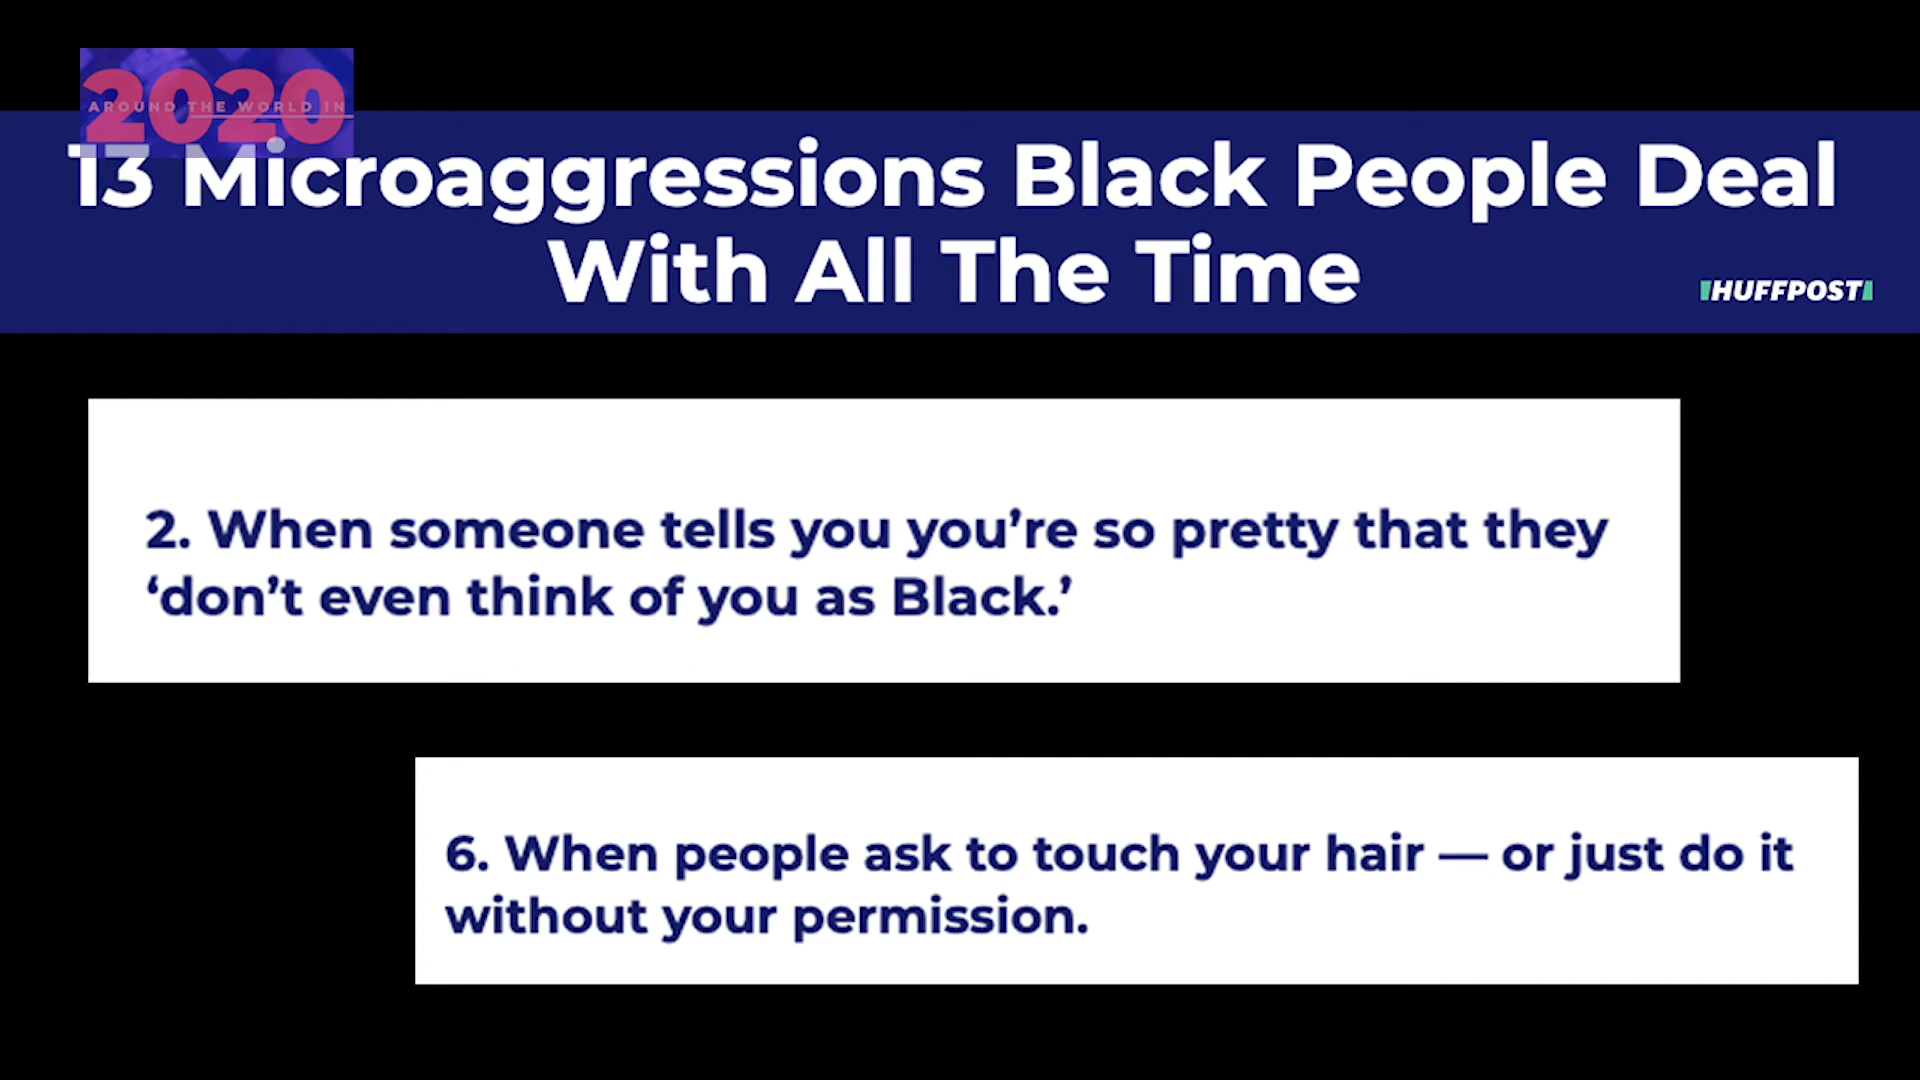 2020
AROUND THE WORLD IN
13 Microaggressions Black People Deal
With All The Time
HUFFPOST
2. When someone tells you you’re so pretty that they
‘don’t even think of you as Black.’
6. When people ask to touch your hair — or just do it
without your permission.